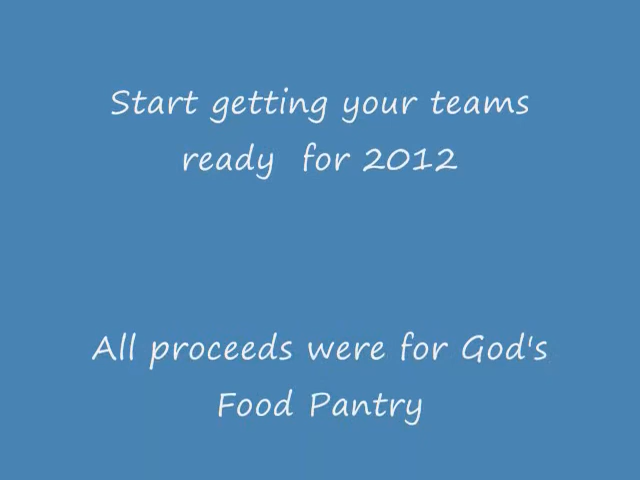 Start getting your teams
ready for 2012
All proceeds were for God's
Food Pantry